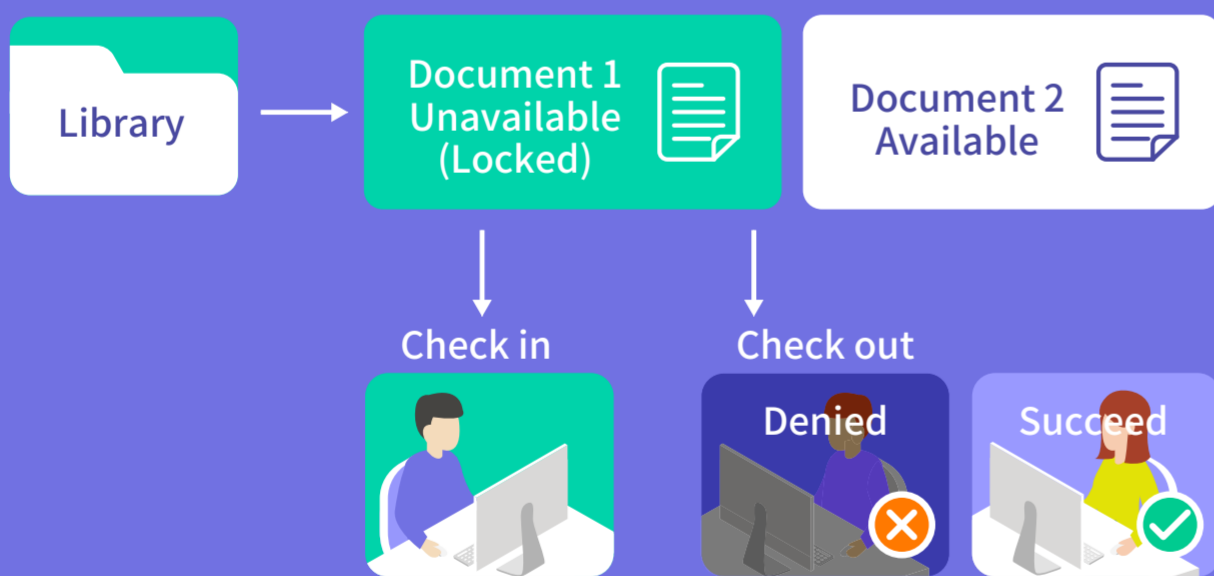 Library
Document 1
Unavailable
(Locked)
Document 2
Available
Check in
Check out
Denied
Succeed